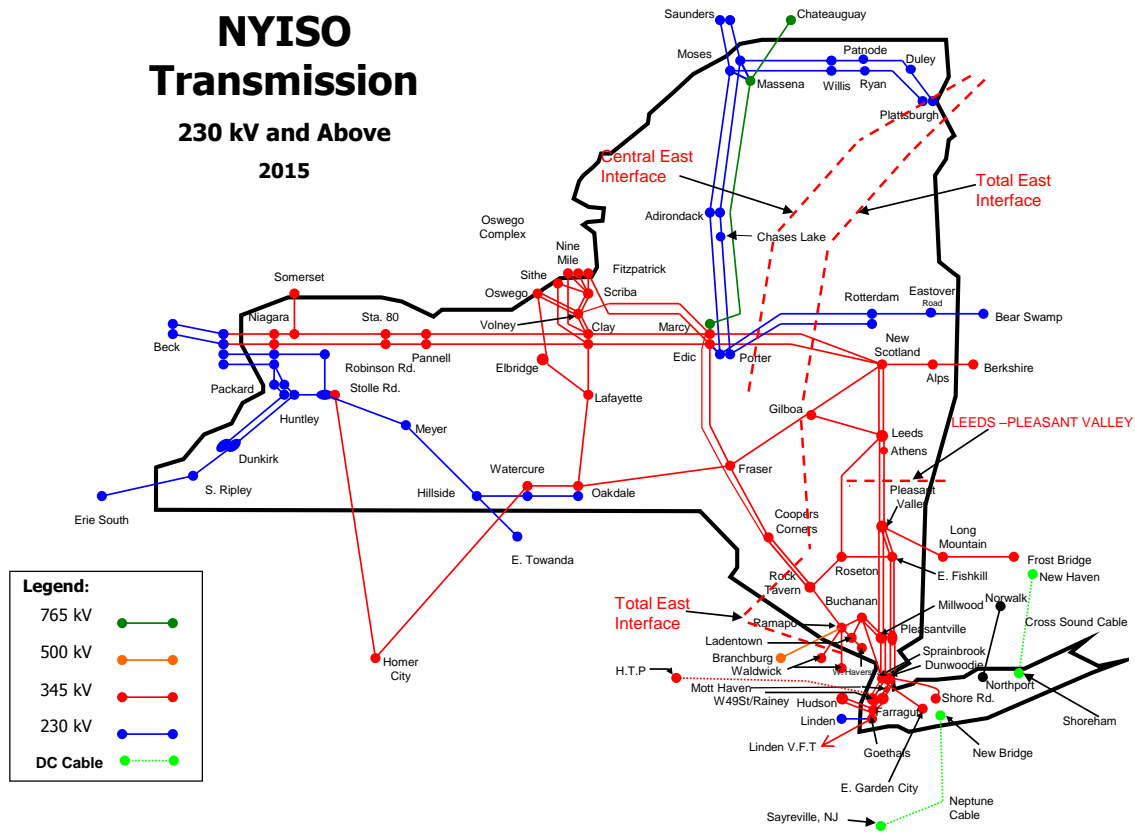 NYISO
Transmission
230 kV and Above
2015
Saunders
Chateauguay
Moses
Massena
Patnode
Willis
Ryan
Duley
Plattsburgh
Central East
Interface
Total East
Interface
Adirondack
Chases Lake
Oswego
Complex
Nine
Mile
Fitzpatrick
Sithe
Oswego
Scriba
Somerset
Niagara
Sta. 80
Volney
Clay
Marcy
Rotterdam
Eastover
Road
Bear Swamp
Beck
Pannell
Edic
Porter
New
Scotland
Robinson Rd.
Elbridge
Alps
Berkshire
Packard
Stolle Rd.
Lafayette
Huntley
Gilboa
LEEDS –PLEASANT VALLEY
Meyer
Leeds
Athens
Dunkirk
Watercure
Fraser
S. Ripley
Hillside
Oakdale
Pleasant
Valley
Erie South
Coopers
Corners
Long
Mountain
E. Towanda
Roseton
E. Fishkill
Frost Bridge
Rock
Tavern
New Haven
Legend:
765 kV
500 kV
345 kV
230 kV
DC Cable
Total East
Interface
Buchanan
Millwood
Norwalk
Ramapo
Pleasantville
Cross Sound Cable
Ladentown
Sprainbrook
Branchburg
Waldwick
W. Haverst
Dunwoodie
Homer
City
H.T.P
Mott Haven
Northport
W49St/Rainey
Shore Rd.
Hudson
Farragut
Shoreham
Linden
Linden V.F.T
Goethals
New Bridge
E. Garden City
Neptune
Cable
Sayreville, NJ